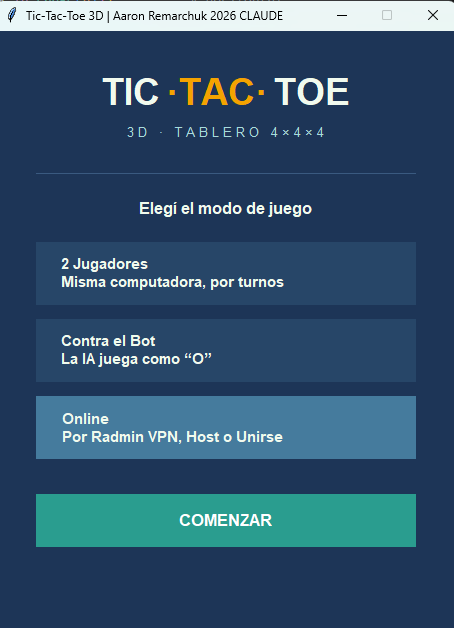 Tic-Tac-Toe 3D | Aaron Remarchuk 2026 CLAUDE
TIC ·TAC· TOE
3D · TABLERO 4×4×4
Elegí el modo de juego
2 Jugadores
Misma computadora, por turnos
Contra el Bot
La IA juega como “O”
Online
Por Radmin VPN, Host o Unirse
COMENZAR